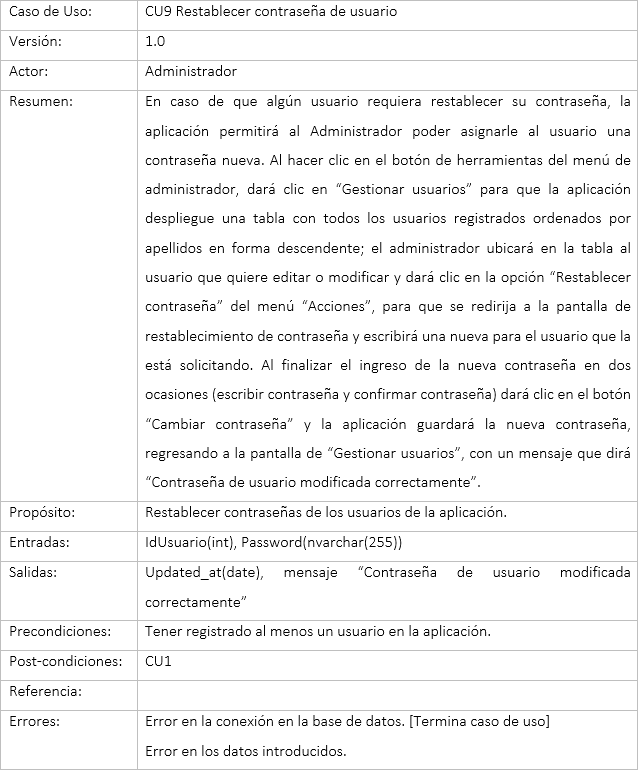 Caso de Uso: CU9 Restablecer contraseña de usuario
Versión: 1.0
Actor: Administrador
Resumen: En caso de que algún usuario requiera restablecer su contraseña, la
aplicación permitirá al Administrador poder asignarle al usuario una
contraseña nueva. Al hacer clic en el botón de herramientas del menú de
administrador, dará clic en “Gestionar usuarios” para que la aplicación
despliegue una tabla con todos los usuarios registrados ordenados por
apellidos en forma descendente; el administrador ubicará en la tabla al
usuario que quiere editar o modificar y dará clic en la opción “Restablecer
contraseña” del menú “Acciones”, para que se redirija a la pantalla de
restablecimiento de contraseña y escribirá una nueva para el usuario que la
está solicitando. Al finalizar el ingreso de la nueva contraseña en dos
ocasiones (escribir contraseña y confirmar contraseña) dará clic en el botón
“Cambiar contraseña” y la aplicación guardará la nueva contraseña,
regresando a la pantalla de “Gestionar usuarios”, con un mensaje que dirá
“Contraseña de usuario modificada correctamente”.
Propósito: Restablecer contraseñas de los usuarios de la aplicación.
Entradas: IdUsuario(int), Password(nvarchar(255))
Salidas: Updated_at(date), mensaje “Contraseña de usuario modificada
correctamente”
Precondiciones: Tener registrado al menos un usuario en la aplicación.
Post-condiciones: CU1
Referencia:
Errores: Error en la conexión en la base de datos. [Termina caso de uso]
Error en los datos introducidos.